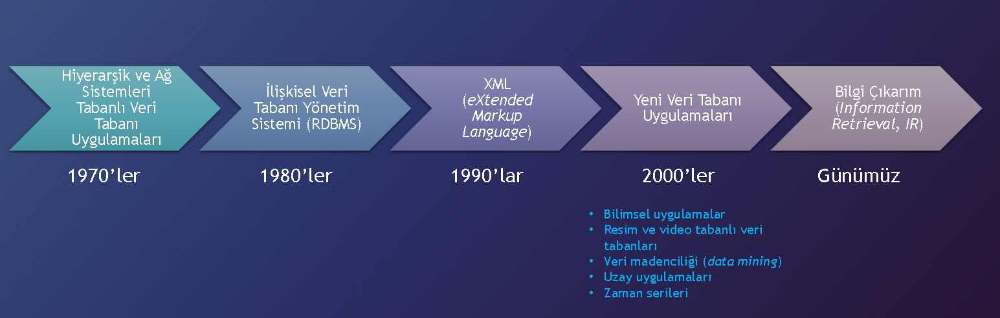 Hiyerarşik ve Ağ
Sistemleri
Tabanlı Veri
Tabanı
Uygulamaları
İlişkisel Veri
Tabanı Yönetim
Sistemi (RDBMS)
XML
(eXtended
Markup
Language)
Yeni Veri Tabanı
Uygulamaları
Bilgi Çıkarım
(Information
Retrieval, IR)
1970’ler
1980’ler
1990’lar
2000’ler
Günümüz
• Bilimsel uygulamalar
• Resim ve video tabanlı veri
tabanları
• Veri madenciliği (data mining)
• Uzay uygulamaları
• Zaman serileri